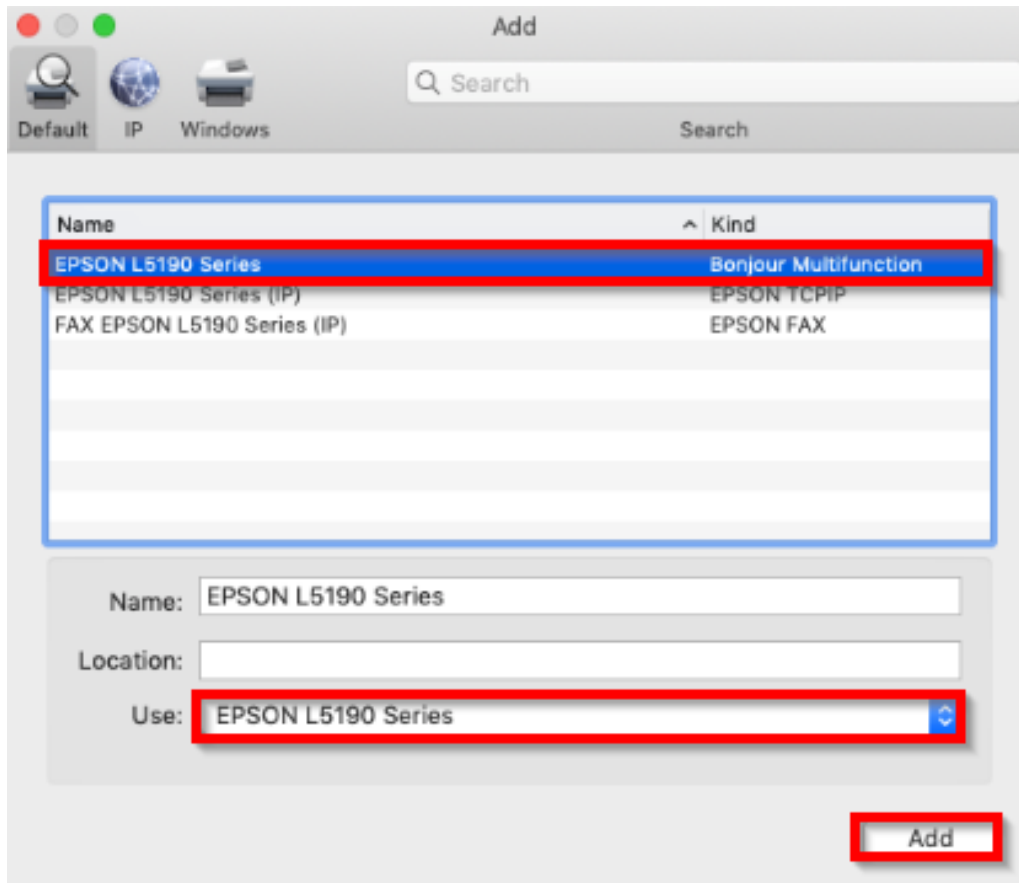 Add
Search
Default IP Windows Search
Name Kind
EPSON L5190 Series Bonjour Multifunction
EPSON L5190 Series (IP) EPSON TCPIP
FAX EPSON L5190 Series (IP) EPSON FAX
Name: EPSON L5190 Series
Location:
Use: EPSON L5190 Series
Add